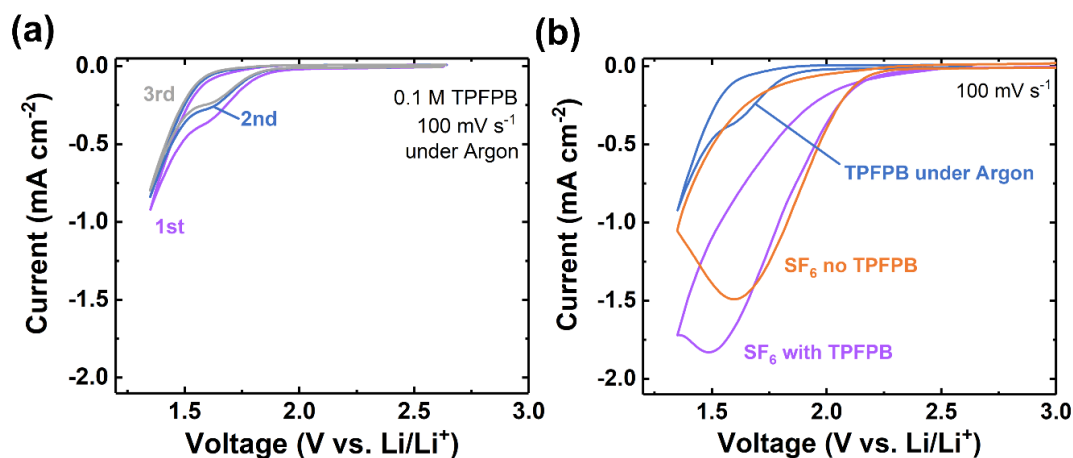 (a)
0.0
-0.5
-1.0
-1.5
-2.0
Current (mA cm⁻²)
3rd
2nd
1st
0.1 M TPFPB
100 mV s⁻¹
under Argon
1.5
2.0
2.5
3.0
Voltage (V vs. Li/Li⁺)
(b)
0.0
-0.5
-1.0
-1.5
-2.0
Current (mA cm⁻²)
100 mV s⁻¹
TPFPB under Argon
SF₆ no TPFPB
SF₆ with TPFPB
1.5
2.0
2.5
3.0
Voltage (V vs. Li/Li⁺)